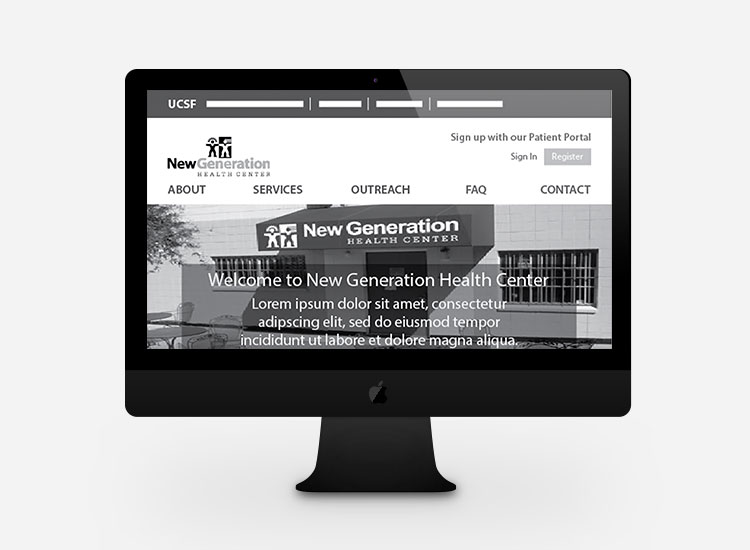 UCSF
Sign up with our Patient Portal
Sign In Register
NewGeneration
HEALTH CENTER
ABOUT SERVICES OUTREACH FAQ CONTACT
New Generation
HEALTH CENTER
Welcome to New Generation Health Center
Lorem ipsum dolor sit amet, consectetur
adipscing elit, sed do eiusmod tempor
incididunt ut labore et dolore magna aliqua.